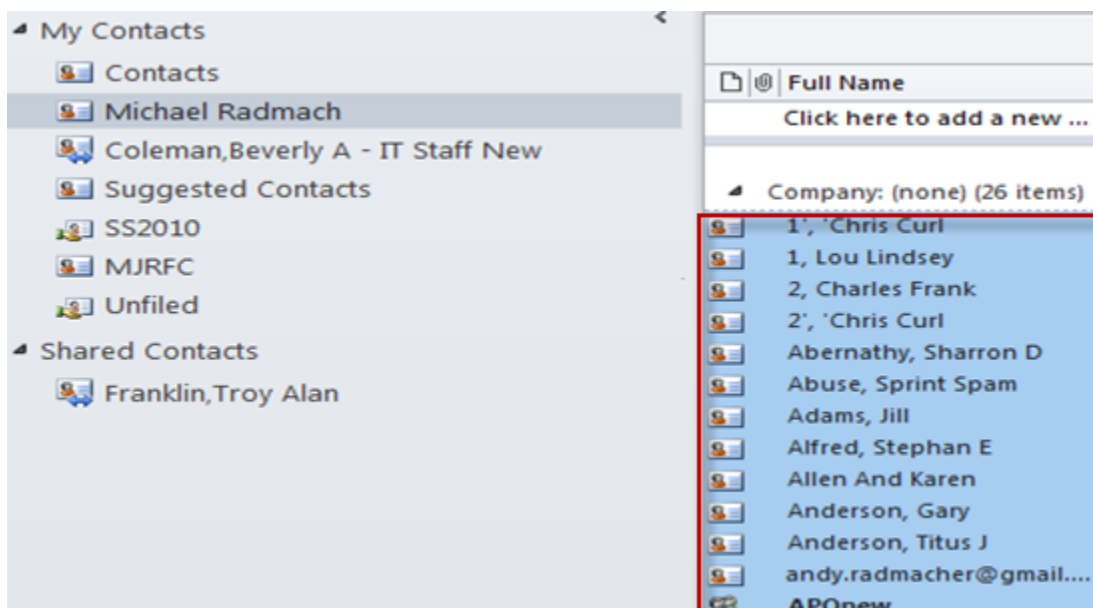 My Contacts
Contacts
Michael Radmach
Coleman,Beverly A - IT Staff New
Suggested Contacts
SS2010
MJRFC
Unfiled
Shared Contacts
Franklin,Troy Alan
Full Name
Click here to add a new ...
Company: (none) (26 items)
1', 'Chris Curl
1, Lou Lindsey
2, Charles Frank
2', 'Chris Curl
Abernathy, Sharron D
Abuse, Sprint Spam
Adams, Jill
Alfred, Stephan E
Allen And Karen
Anderson, Gary
Anderson, Titus J
andy.radmacher@gmail....
APOnew